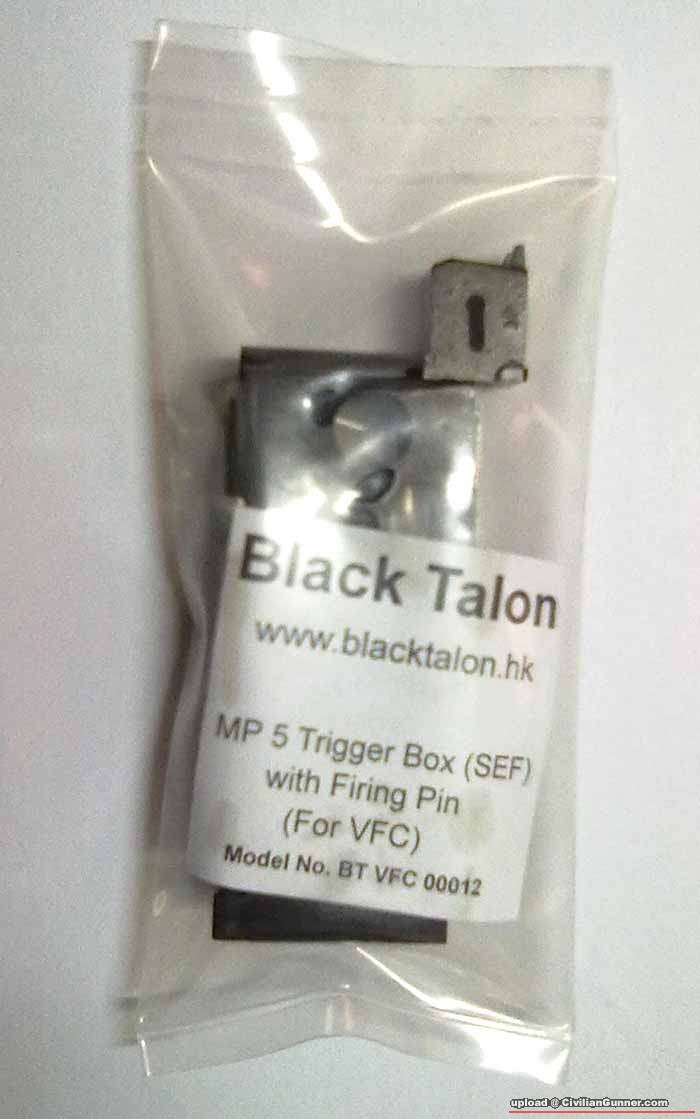 Black Talon
www.blacktalon.hk
MP 5 Trigger Box (SEF)
with Firing Pin
(For VFC)
Model No. BT VFC 00012
upload @ CivilianGunner.com